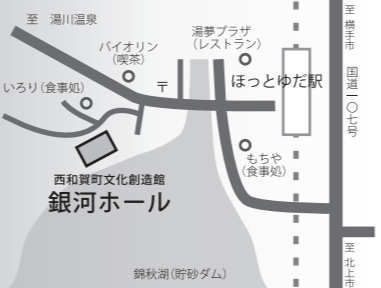 至　湯川温泉
バイオリン
(喫茶)
湯夢プラザ
(レストラン)
至 横手市
国道一〇七号
ほっとゆだ駅
いろり(食事処)
〒
もちや
(食事処)
西和賀町文化創造館
銀河ホール
錦秋湖(貯砂ダム)
至 北上市